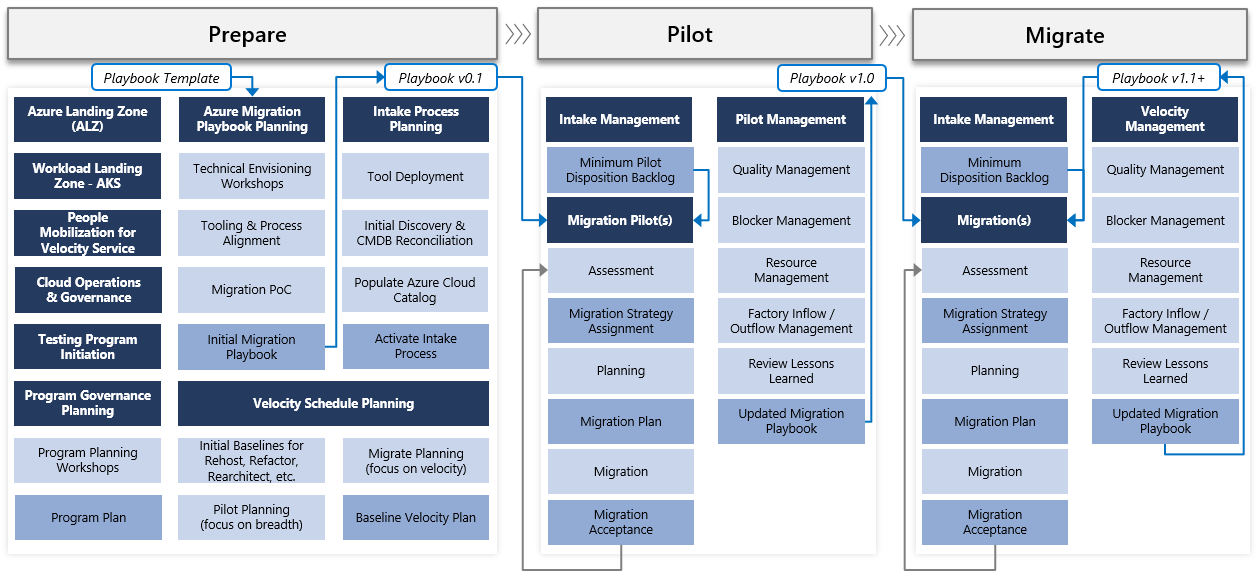 Prepare
Pilot
Migrate
Playbook Template
Playbook v0.1
Playbook v1.0
Playbook v1.1+
Azure Landing Zone
(ALZ)
Workload Landing
Zone - AKS
People
Mobilization for
Velocity Service
Cloud Operations
& Governance
Testing Program
Initiation
Program Governance
Planning
Program Planning
Workshops
Program Plan
Azure Migration
Playbook Planning
Technical Envisioning
Workshops
Tooling & Process
Alignment
Migration PoC
Initial Migration
Playbook
Intake Process
Planning
Tool Deployment
Initial Discovery &
CMDB Reconciliation
Populate Azure Cloud
Catalog
Activate Intake
Process
Velocity Schedule Planning
Initial Baselines for
Rehost, Refactor,
Rearchitect, etc.
Pilot Planning
(focus on breadth)
Migrate Planning
(focus on velocity)
Baseline Velocity Plan
Intake Management
Minimum Pilot
Disposition Backlog
Migration Pilot(s)
Assessment
Migration Strategy
Assignment
Planning
Migration Plan
Migration
Migration
Acceptance
Pilot Management
Quality Management
Blocker Management
Resource
Management
Factory Inflow /
Outflow Management
Review Lessons
Learned
Updated Migration
Playbook
Intake Management
Minimum
Disposition Backlog
Migration(s)
Assessment
Migration Strategy
Assignment
Planning
Migration Plan
Migration
Migration
Acceptance
Velocity
Management
Quality Management
Blocker Management
Resource
Management
Factory Inflow /
Outflow Management
Review Lessons
Learned
Updated Migration
Playbook